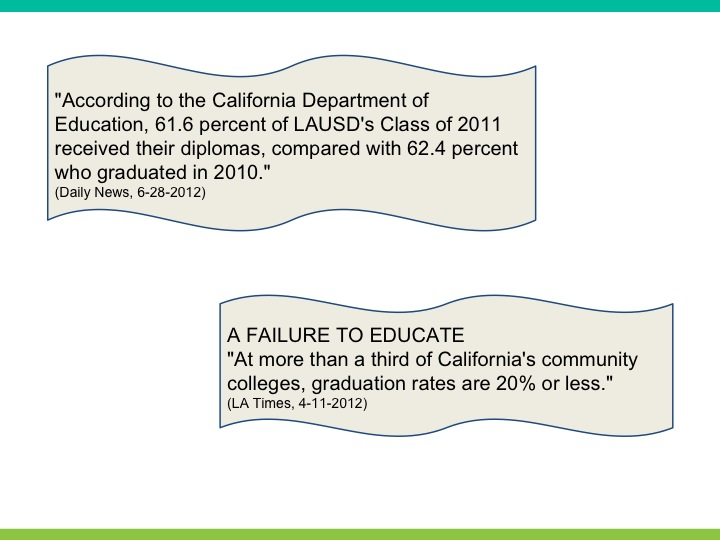 "According to the California Department of
Education, 61.6 percent of LAUSD's Class of 2011
received their diplomas, compared with 62.4 percent
who graduated in 2010."
(Daily News, 6-28-2012)
A FAILURE TO EDUCATE
"At more than a third of California's community
colleges, graduation rates are 20% or less."
(LA Times, 4-11-2012)